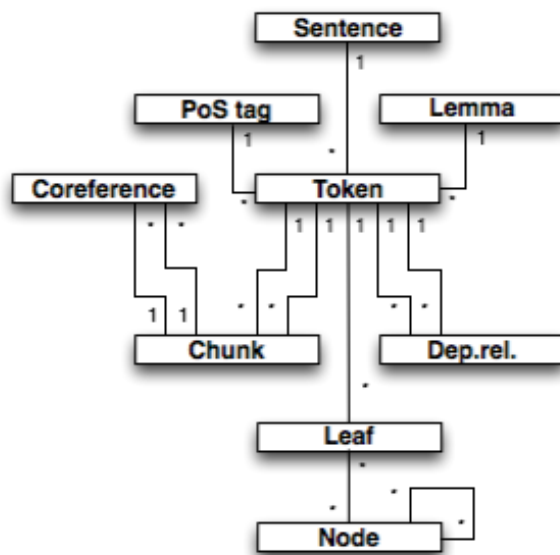 Sentence
1
PoS tag
Lemma
1
*
1
Coreference
*
Token
*
*
*
1
1
1
1
1
1
1
*
*
*
*
Chunk
Dep.rel.
*
Leaf
*
*
*
*
Node